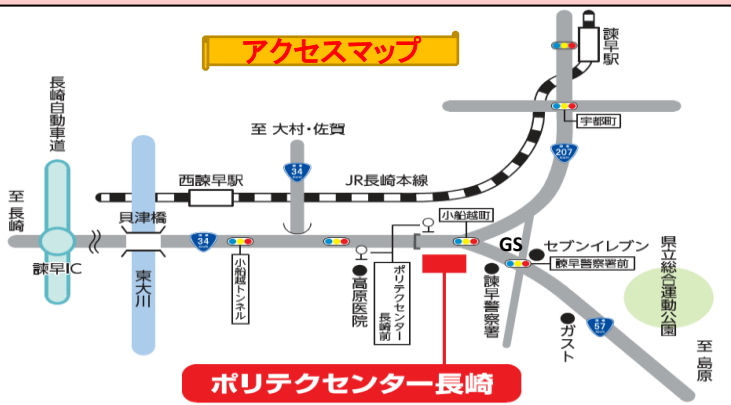 アクセスマップ
諫早駅
宇都町
207
長崎自動車道
至 大村・佐賀
34
西諫早駅
JR長崎本線
至長崎
貝津橋
小船越町
34
GS
セブンイレブン
諫早警察署前
県立総合運動公園
諫早IC
東大川
小船越トンネル
高原医院
ポリテクセンター
長崎前
諫早警察署
ガスト
57
至島原
ポリテクセンター長崎